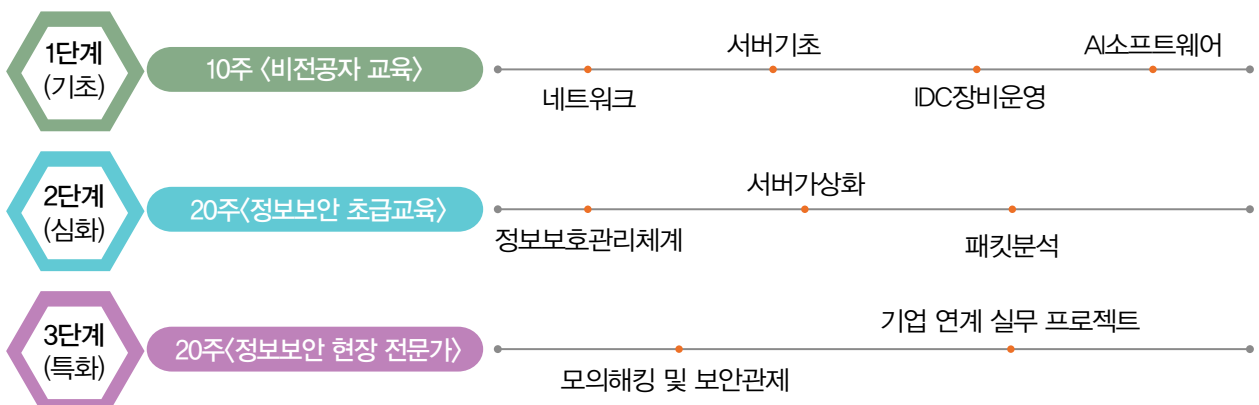 1단계
(기초)
10주 〈비전공자 교육〉
네트워크
서버기초
IDC장비운영
AI소프트웨어
2단계
(심화)
20주〈정보보안 초급교육〉
정보보호관리체계
서버가상화
패킷분석
3단계
(특화)
20주〈정보보안 현장 전문가〉
모의해킹 및 보안관제
기업 연계 실무 프로젝트